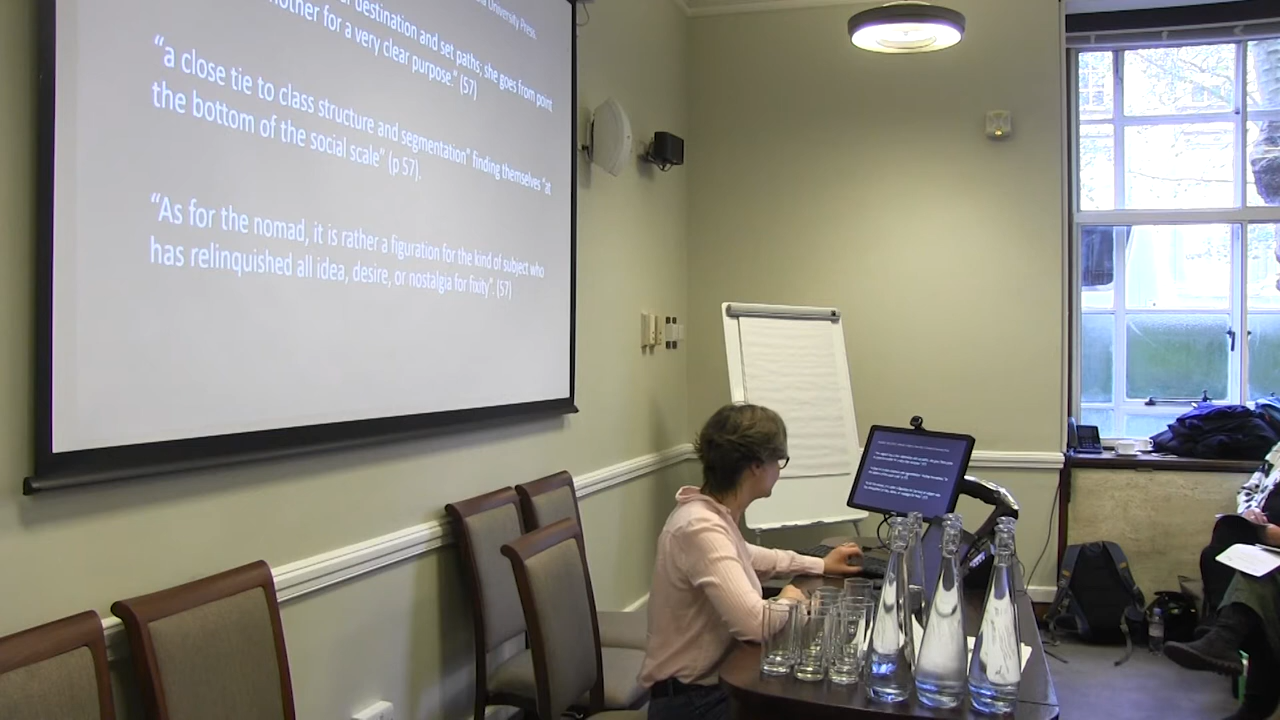 University Press.
destination and set paths; she goes from point
for a very clear purpose." (57)
"a close tie to class structure and segmentation" finding themselves "at
the bottom of the social scale" (p 57).
"As for the nomad, it is rather a figuration for the kind of subject who
has relinquished all idea, desire, or nostalgia for fixity". (57)